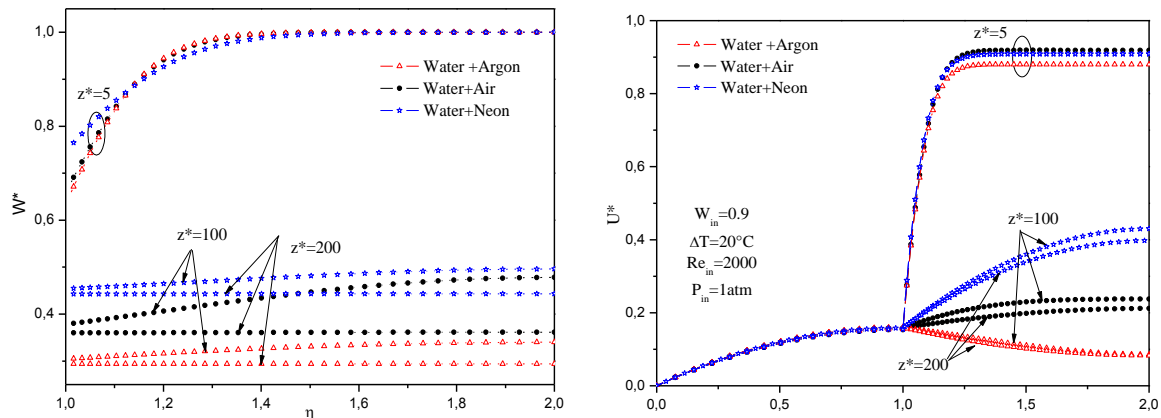 1,0
0,8
0,6
0,4
W*
z*=5
Water +Argon
Water+Air
Water+Neon
z*=100
z*=200
1,0
1,2
1,4
1,6
1,8
2,0
η
1,0
0,8
0,6
0,4
0,2
0,0
U*
z*=5
Water +Argon
Water+Air
Water+Neon
W_in=0.9
ΔT=20°C
Re_in=2000
P_in=1atm
z*=100
z*=200
0,0
0,5
1,0
1,5
2,0